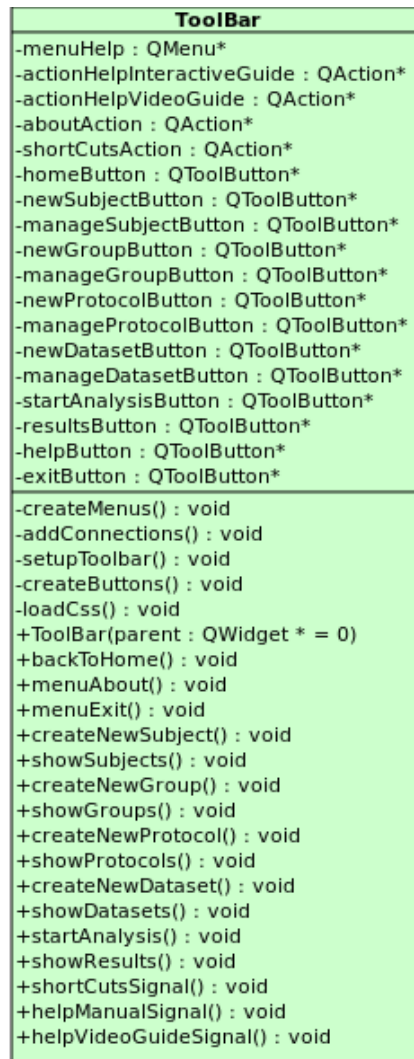 ToolBar
-menuHelp : QMenu*
-actionHelpInteractiveGuide : QAction*
-actionHelpVideoGuide : QAction*
-aboutAction : QAction*
-shortCutsAction : QAction*
-homeButton : QToolButton*
-newSubjectButton : QToolButton*
-manageSubjectButton : QToolButton*
-newGroupButton : QToolButton*
-manageGroupButton : QToolButton*
-newProtocolButton : QToolButton*
-manageProtocolButton : QToolButton*
-newDatasetButton : QToolButton*
-manageDatasetButton : QToolButton*
-startAnalysisButton : QToolButton*
-resultsButton : QToolButton*
-helpButton : QToolButton*
-exitButton : QToolButton*
-createMenus() : void
-addConnections() : void
-setupToolbar() : void
-createButtons() : void
-loadCss() : void
+ToolBar(parent : QWidget * = 0)
+backToHome() : void
+menuAbout() : void
+menuExit() : void
+createNewSubject() : void
+showSubjects() : void
+createNewGroup() : void
+showGroups() : void
+createNewProtocol() : void
+showProtocols() : void
+createNewDataset() : void
+showDatasets() : void
+startAnalysis() : void
+showResults() : void
+shortCutsSignal() : void
+helpManualSignal() : void
+helpVideoGuideSignal() : void